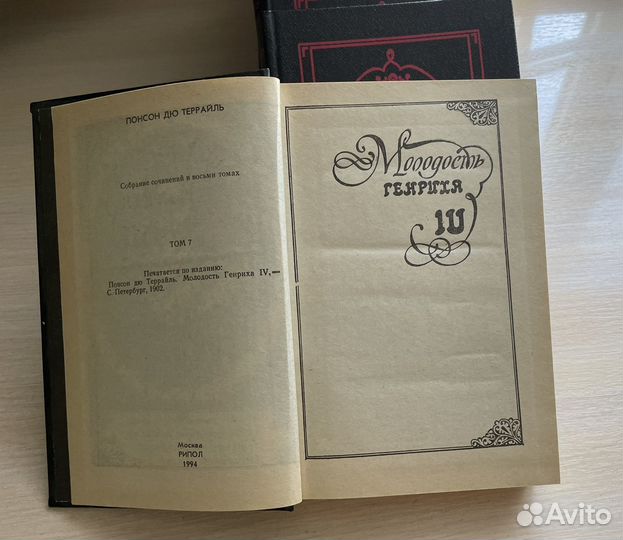 ПОНСОН ДЮ ТЕРРАЙЛЬ
Собрание сочинений в восьми томах
ТОМ 7
Печатается по изданию:
Понсон дю Террайль. Молодость Генриха IV,—
С. Петербург, 1902.
Москва
РИПОЛ
1994
Молодость
ГЕНРИХА
IV
Avito